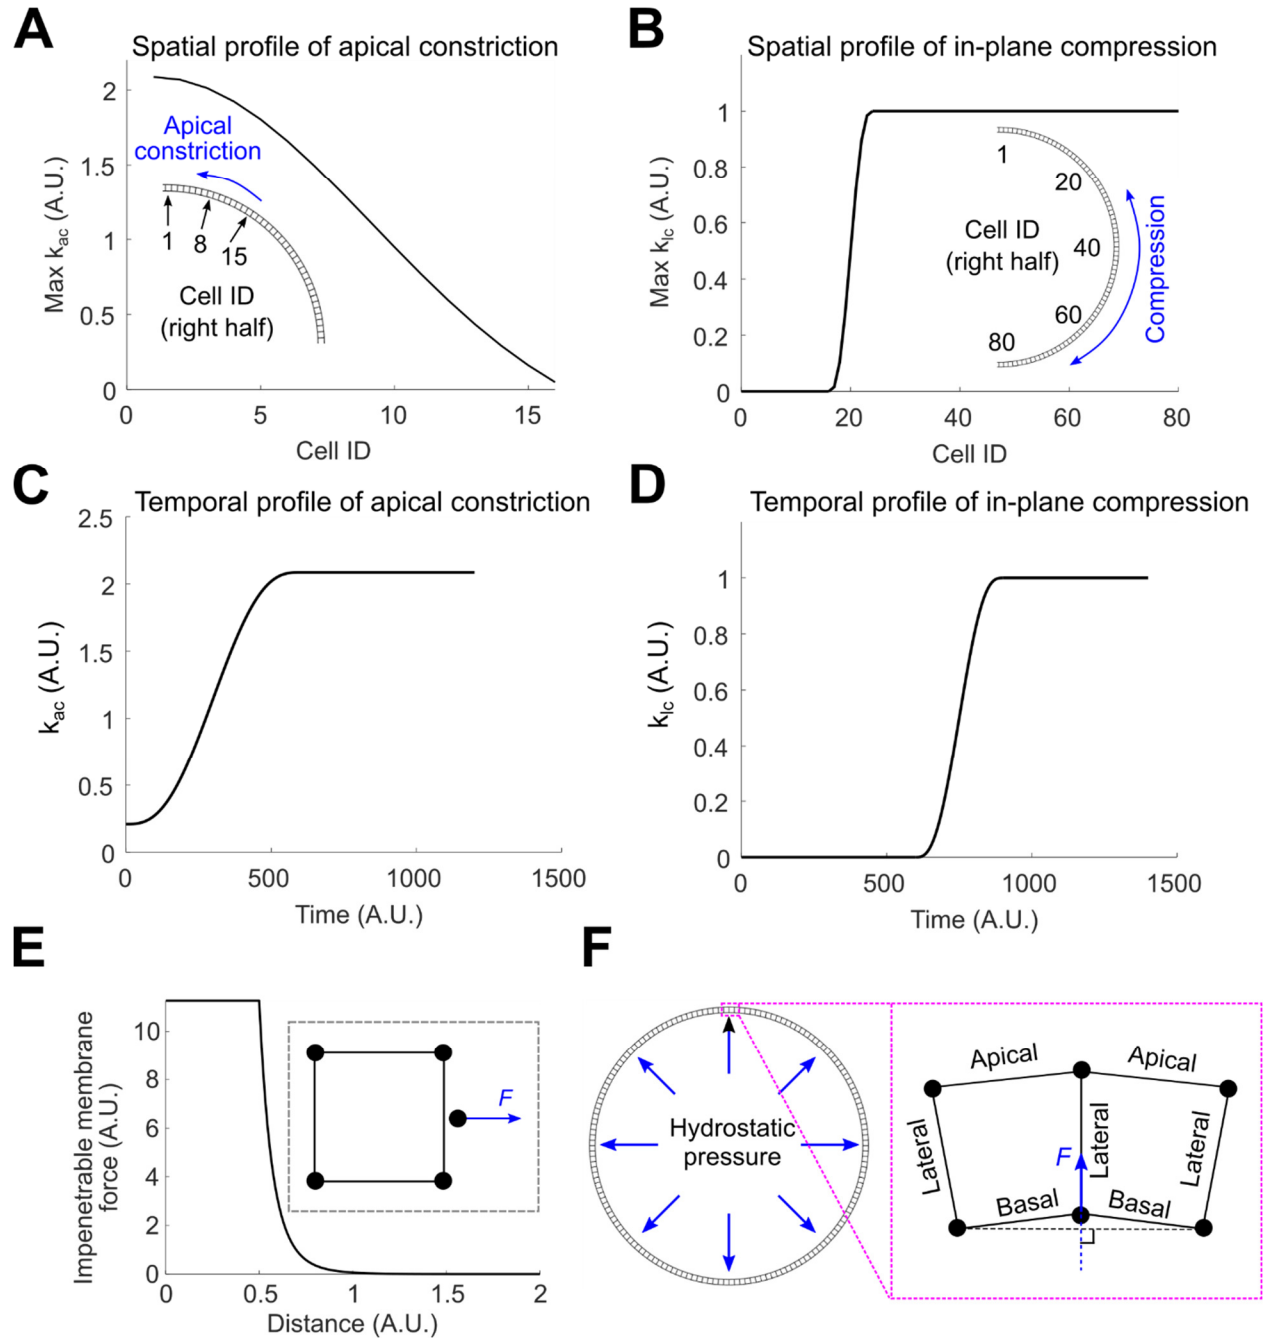 A
Spatial profile of apical constriction
Max kac (A.U.)
2
1.5
1
0.5
0
Apical
constriction
1
8
15
Cell ID
(right half)
0 5 10 15
Cell ID
B
Spatial profile of in-plane compression
Max klc (A.U.)
1
0.8
0.6
0.4
0.2
0
1
20
40
60
80
Cell ID
(right half)
Compression
0 20 40 60 80
Cell ID
C
Temporal profile of apical constriction
kac (A.U.)
2.5
2
1.5
1
0.5
0
0 500 1000 1500
Time (A.U.)
D
Temporal profile of in-plane compression
klc (A.U.)
1
0.8
0.6
0.4
0.2
0
0 500 1000 1500
Time (A.U.)
E
Impenetrable membrane
force (A.U.)
10
8
6
4
2
0
F
0 0.5 1 1.5 2
Distance (A.U.)
F
Hydrostatic
pressure
Apical
Apical
Lateral
Lateral
Lateral
F
Basal
Basal